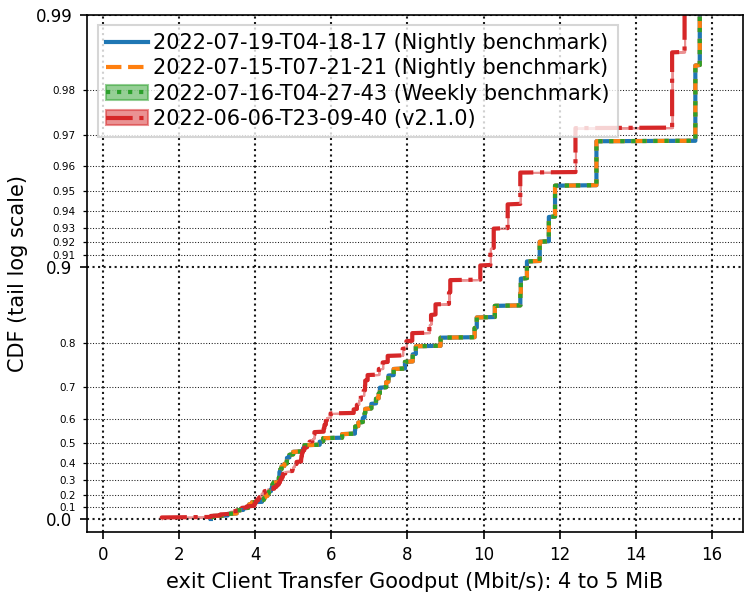 0.99
2022-07-19-T04-18-17 (Nightly benchmark)
2022-07-15-T07-21-21 (Nightly benchmark)
2022-07-16-T04-27-43 (Weekly benchmark)
2022-06-06-T23-09-40 (v2.1.0)
0.98
0.97
0.96
0.95
0.94
0.93
0.92
0.91
0.9
0.8
0.7
0.6
0.5
0.4
0.3
0.2
0.1
0.0
CDF (tail log scale)
0 2 4 6 8 10 12 14 16
exit Client Transfer Goodput (Mbit/s): 4 to 5 MiB